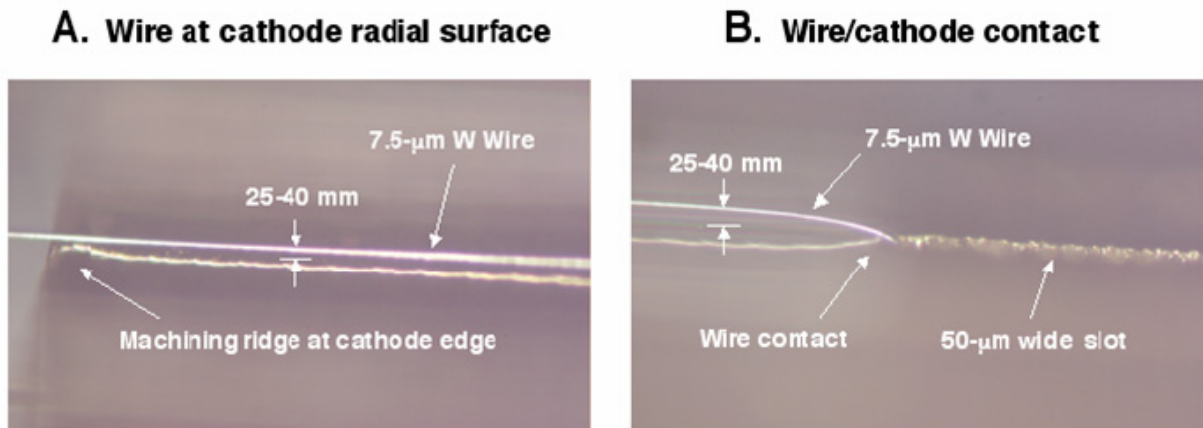 A. Wire at cathode radial surface
7.5-μm W Wire
25-40 mm
Machining ridge at cathode edge
B. Wire/cathode contact
7.5-μm W Wire
25-40 mm
Wire contact
50-μm wide slot